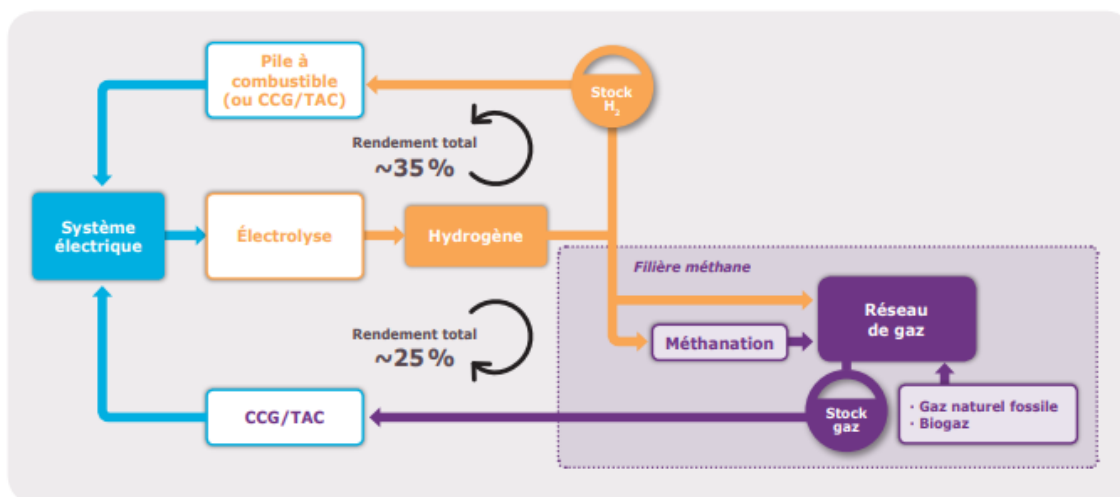 Pile à
combustible
(ou CCG/TAC)
Stock
H₂
Rendement total
~35 %
Système
électrique
Électrolyse
Hydrogène
Filière méthane
Réseau
de gaz
Rendement total
~25 %
Méthanation
CCG/TAC
Stock
gaz
· Gaz naturel fossile
· Biogaz